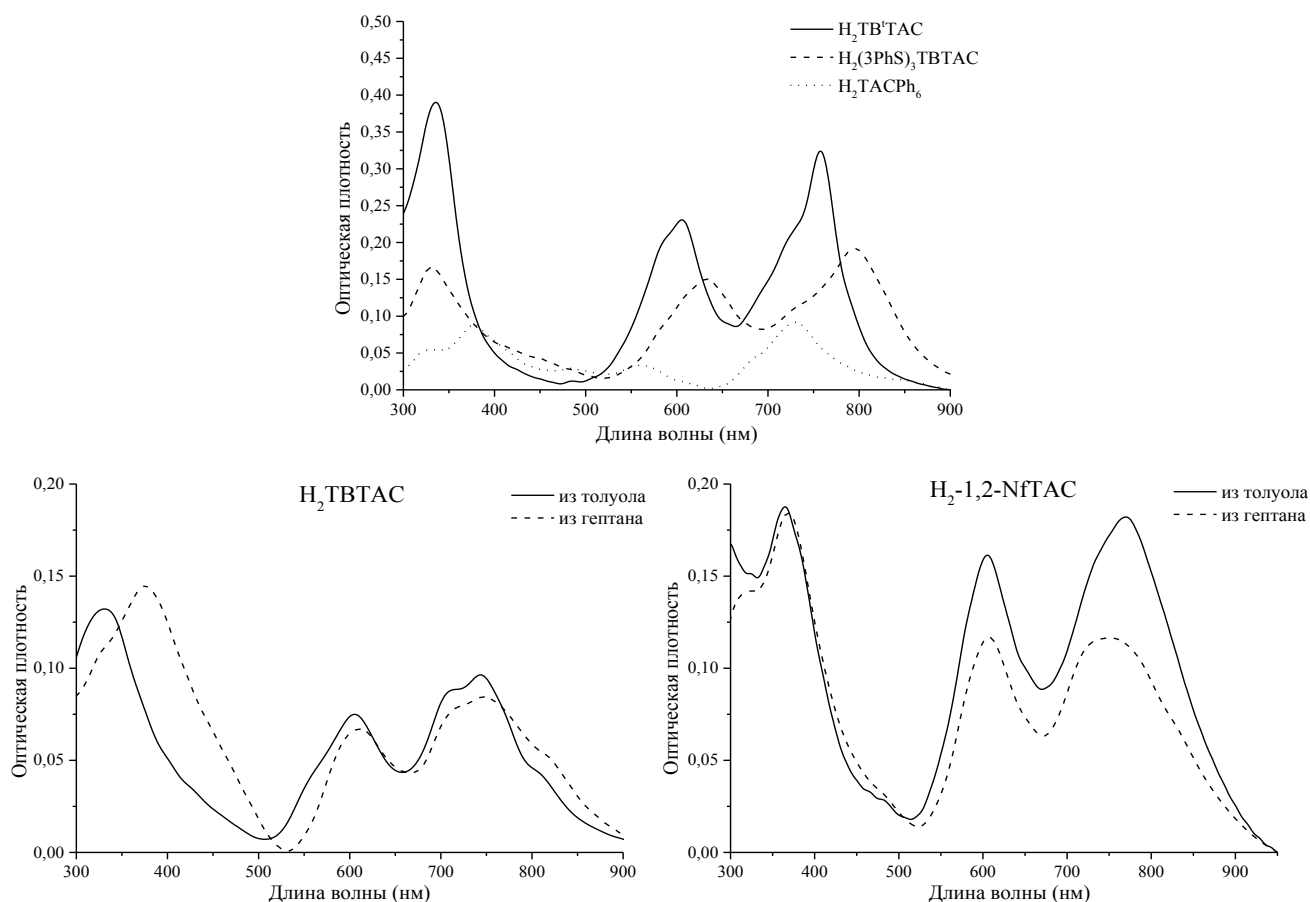 0,50
0,45
0,40
0,35
0,30
0,25
0,20
0,15
0,10
0,05
0,00
Оптическая плотность
H₂TBᵗTAC
H₂(3PhS)₃TBTAC
H₂TACPh₆
300 400 500 600 700 800 900
Длина волны (нм)
H₂TBTAC
из толуола
из гептана
0,20
0,15
0,10
0,05
0,00
Оптическая плотность
300 400 500 600 700 800 900
Длина волны (нм)
H₂-1,2-NfTAC
из толуола
из гептана
0,20
0,15
0,10
0,05
0,00
Оптическая плотность
300 400 500 600 700 800 900
Длина волны (нм)